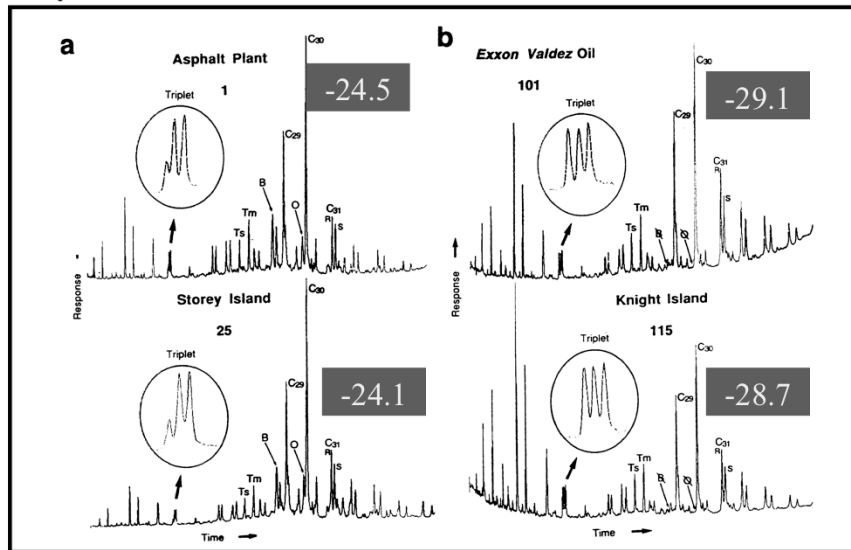 a
Asphalt Plant
1
-24.5
Triplet
C30
C29
B
O
Ts
Tm
C31
R
S
Response
Storey Island
25
-24.1
Triplet
C30
C29
B
O
Ts
Tm
C31
R
S
Time
b
Exxon Valdez Oil
101
-29.1
Triplet
C30
C29
Ts
Tm
B
O
C31
R
S
Response
Knight Island
115
-28.7
Triplet
C30
C29
Ts
Tm
B
O
C31
R
S
Time